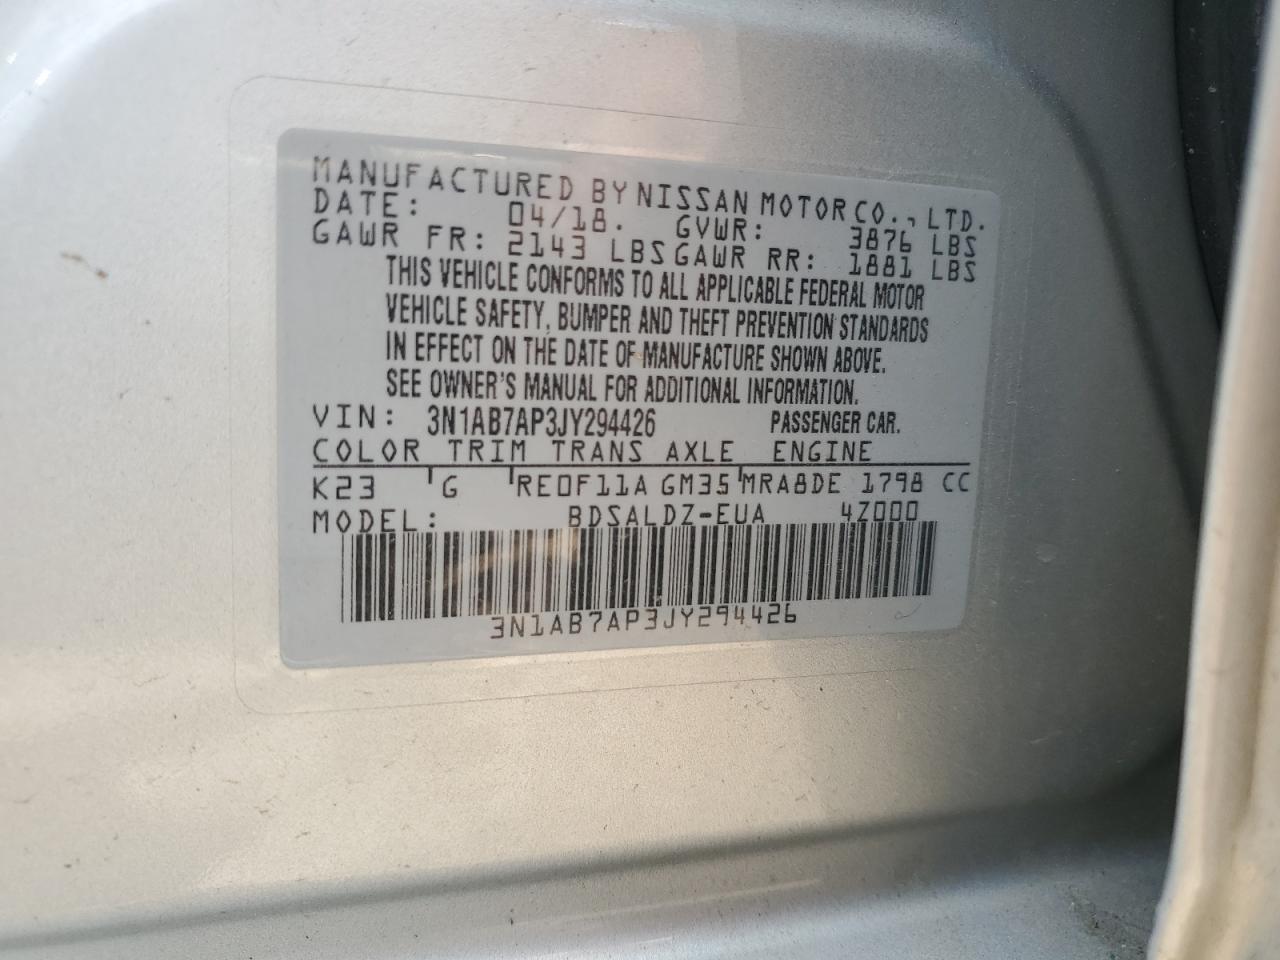 MANUFACTURED BY NISSAN MOTOR CO., LTD.
DATE: 04/18. GVWR: 3876 LBS
GAWR FR: 2143 LBS GAWR RR: 1881 LBS
THIS VEHICLE CONFORMS TO ALL APPLICABLE FEDERAL MOTOR
VEHICLE SAFETY, BUMPER AND THEFT PREVENTION STANDARDS
IN EFFECT ON THE DATE OF MANUFACTURE SHOWN ABOVE.
SEE OWNER'S MANUAL FOR ADDITIONAL INFORMATION.
VIN: 3N1AB7AP3JY294426 PASSENGER CAR.
COLOR TRIM TRANS AXLE ENGINE
K23 G RE0F11A GM35 MRA8DE 1798 CC
MODEL: BDSALDZ-EUA 4Z000
3N1AB7AP3JY294426